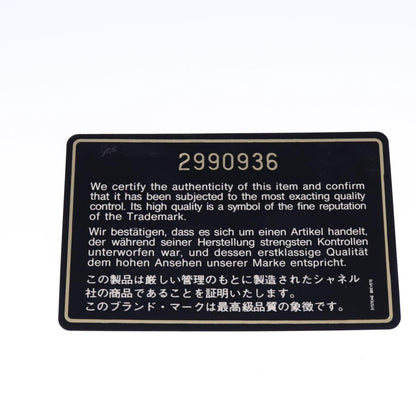 2990936
We certify the authenticity of this item and confirm
that it has been subjected to the most exacting quality
control. Its high quality is a symbol of the fine reputation
of the Trademark.
Wir bestätigen, dass es sich um einen Artikel handelt,
der während seiner Herstellung strengsten Kontrollen
unterworfen war, und dessen erstklassige Qualität
dem hohen Ansehen unserer Marke entspricht.
この製品は厳しい管理のもとに製造されたシャネル
社の商品であることを証明いたします。
このブランド・マークは最高級品質の象徴です。